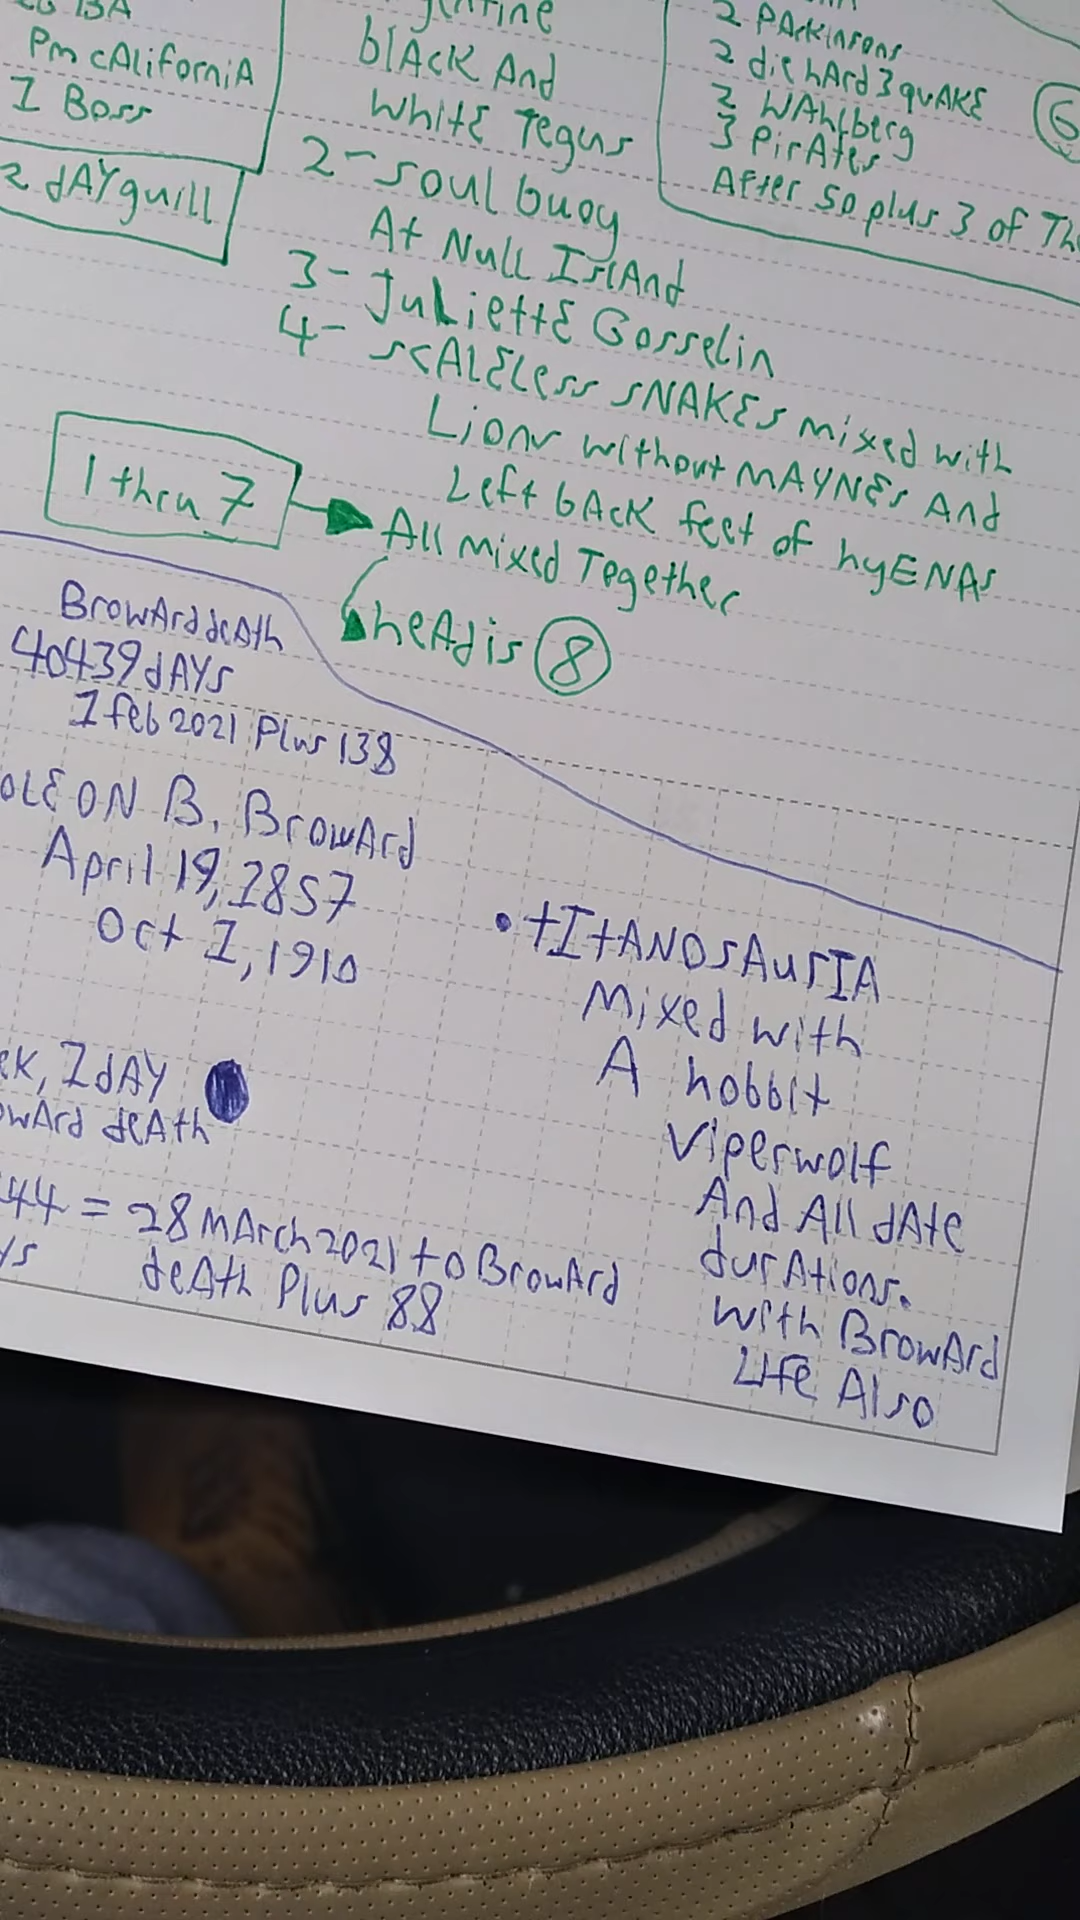 Pm cAliforniA
1 Boss
2 dAYquill
blAck And
whitE Tegus
2- soul buoy
At Null IslAnd
3- JuLiettE Gosselin
4- scAlELess sNAKEs mixed with
Lions without mAYNEs And
Left bAcK feet of hyENAs
2 PArkinsons
2 die hArd 3 quAKE
2 WAhlberg
3 PirAtes
After 50 plus 3 of
6
1 thru 7
All mixed Together
heAd is 8
BrowArd deAth
40439 dAYs
1 feb 2021 Plus 138
B. BrowArd
April 19, 1857
Oct 1, 1910
1 dAY
deAth
44 = 28 mArch 2021 to BrowArd
deAth Plus 88
• tItANOsAurIA
Mixed with
A hobbit
Viperwolf
And All dAte
durAtions.
with BrowArd
Life Also